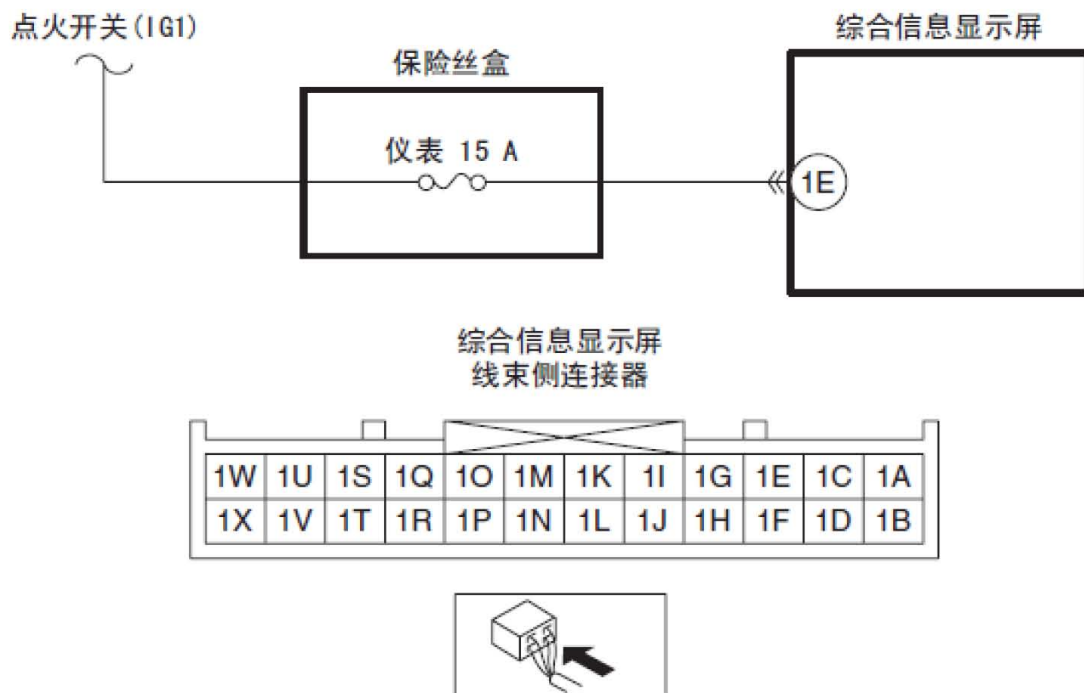 点火开关(IG1)
综合信息显示屏
保险丝盒
仪表 15 A
1E
综合信息显示屏
线束侧连接器
1W 1U 1S 1Q 1O 1M 1K 1I 1G 1E 1C 1A
1X 1V 1T 1R 1P 1N 1L 1J 1H 1F 1D 1B